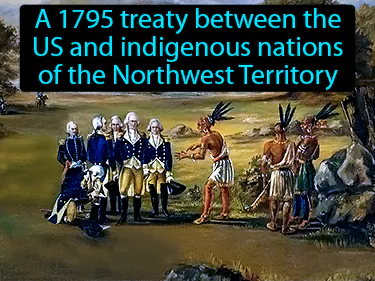 A 1795 treaty between the
US and indigenous nations
of the Northwest Territory